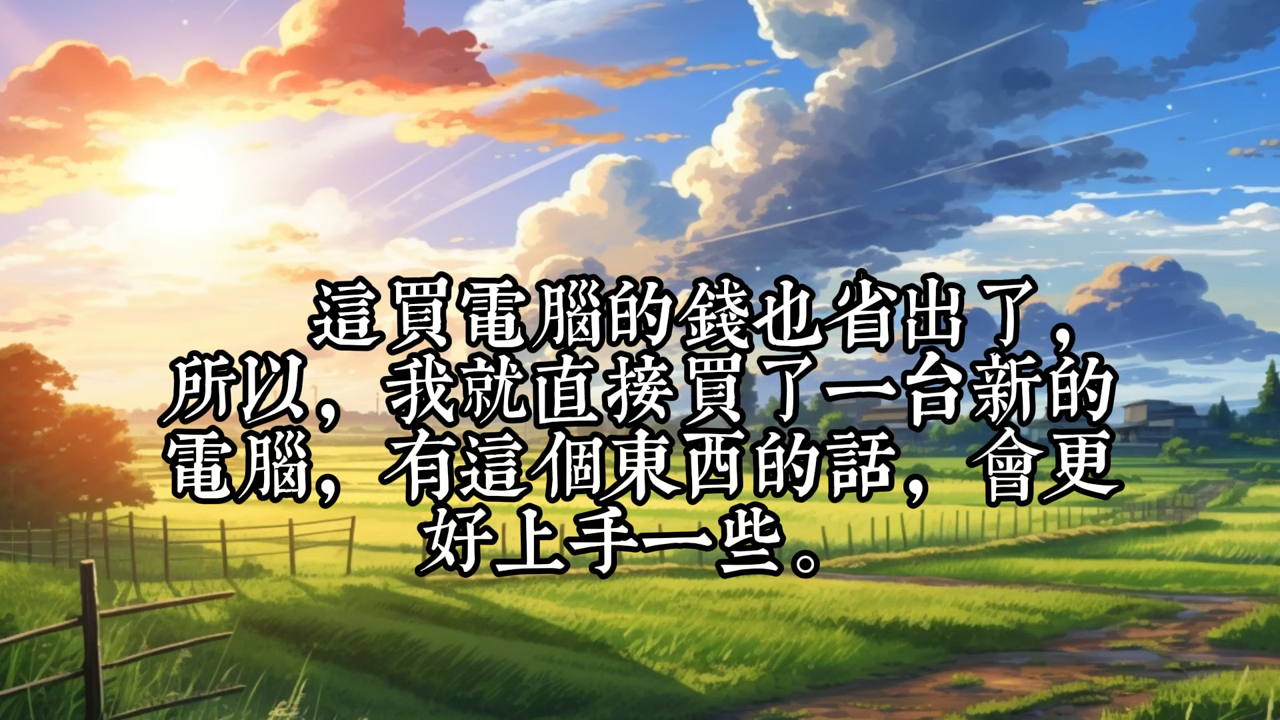 這買電腦的錢也省出了，
所以，我就直接買了一台新的
電腦，有這個東西的話，會更
好上手一些。